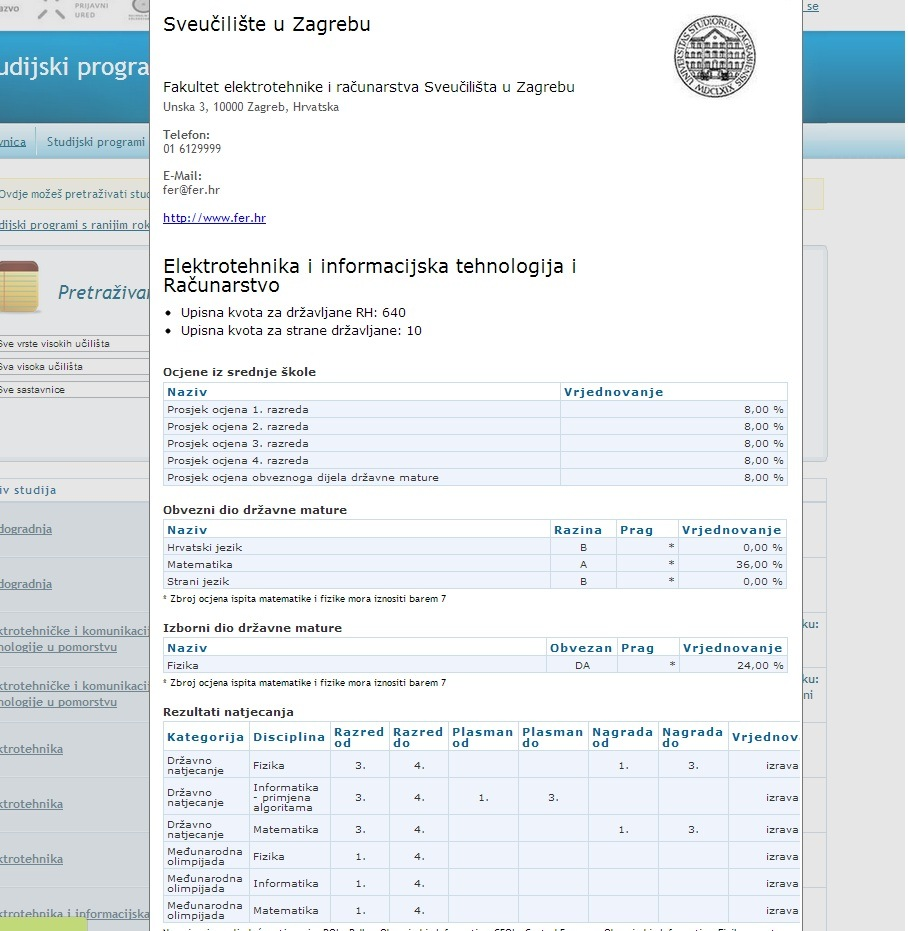 azvo
PRIJAVNI
URED
se
Sveučilište u Zagrebu
UNIVERSITAS STUDIORUM ZAGRABIENSIS MDCLXIX
udijski progra
Fakultet elektrotehnike i računarstva Sveučilišta u Zagrebu
Unska 3, 10000 Zagreb, Hrvatska
Telefon:
01 6129999
vnica Studijski programi
E-Mail:
fer@fer.hr
Ovdje možeš pretraživati stud
http://www.fer.hr
dijski programi s ranijim rok
Elektrotehnika i informacijska tehnologija i
Računarstvo
Pretraživan
• Upisna kvota za državljane RH: 640
• Upisna kvota za strane državljane: 10
Sve vrste visokih učilišta
Sva visoka učilišta
Sve sastavnice
Ocjene iz srednje škole
Naziv Vrjednovanje
Prosjek ocjena 1. razreda 8,00 %
Prosjek ocjena 2. razreda 8,00 %
Prosjek ocjena 3. razreda 8,00 %
Prosjek ocjena 4. razreda 8,00 %
Prosjek ocjena obveznoga dijela državne mature 8,00 %
iv studija
Obvezni dio državne mature
Naziv Razina Prag Vrjednovanje
Hrvatski jezik B * 0,00 %
Matematika A * 36,00 %
Strani jezik B * 0,00 %
* Zbroj ocjena ispita matematike i fizike mora iznositi barem 7
dogradnja
dogradnja
Izborni dio državne mature
Naziv Obvezan Prag Vrjednovanje
Fizika DA * 24,00 %
* Zbroj ocjena ispita matematike i fizike mora iznositi barem 7
ktrotehničke i komunikacij
nologije u pomorstvu
ku:
ktrotehničke i komunikacij
nologije u pomorstvu
ku:
ni
Rezultati natjecanja
Kategorija Disciplina Razred od Razred do Plasman od Plasman do Nagrada od Nagrada do Vrjednov
Državno natjecanje Fizika 3. 4. 1. 3. izrava
Državno natjecanje Informatika - primjena algoritama 3. 4. 1. 3. izrava
Državno natjecanje Matematika 3. 4. 1. 3. izrava
Međunarodna olimpijada Fizika 1. 4. izrava
Međunarodna olimpijada Informatika 1. 4. izrava
Međunarodna olimpijada Matematika 1. 4. izrava
ktrotehnika
ktrotehnika
ktrotehnika
ktrotehnika i informacijska